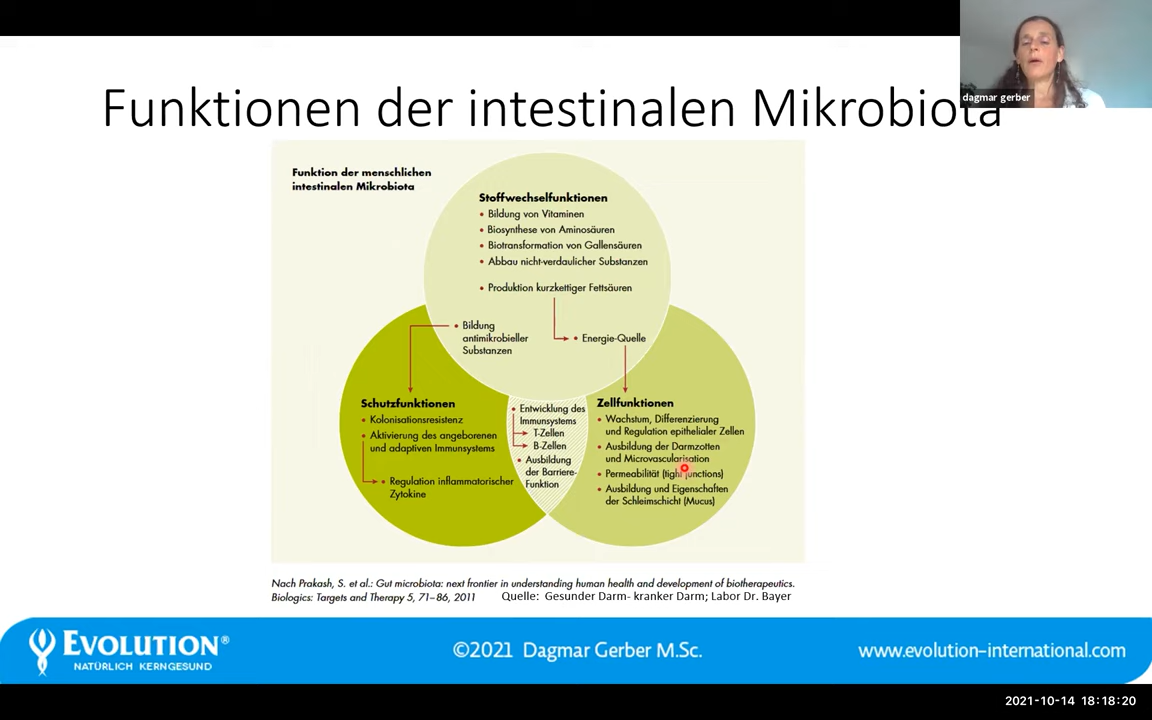 dagmar gerber
Funktionen der intestinalen Mikrobiota
Funktion der menschlichen
intestinalen Mikrobiota
Stoffwechselfunktionen
• Bildung von Vitaminen
• Biosynthese von Aminosäuren
• Biotransformation von Gallensäuren
• Abbau nicht-verdaulicher Substanzen
• Produktion kurzkettiger Fettsäuren
• Bildung
antimikrobieller
Substanzen
• Energie-Quelle
Schutzfunktionen
• Kolonisationsresistenz
• Aktivierung des angeborenen
und adaptiven Immunsystems
• Regulation inflammatorischer
Zytokine
• Entwicklung des
Immunsystems
T-Zellen
B-Zellen
• Ausbildung
der Barriere-
Funktion
Zellfunktionen
• Wachstum, Differenzierung
und Regulation epithelialer Zellen
• Ausbildung der Darmzotten
und Microvascularisation
• Permeabilität (tight junctions)
• Ausbildung und Eigenschaften
der Schleimschicht (Mucus)
Nach Prakash, S. et al.: Gut microbiota: next frontier in understanding human health and development of biotherapeutics.
Biologics: Targets and Therapy 5, 71–86, 2011 Quelle: Gesunder Darm- kranker Darm; Labor Dr. Bayer
EVOLUTION®
NATÜRLICH KERNGESUND
©2021 Dagmar Gerber M.Sc.
www.evolution-international.com
2021-10-14 18:18:20